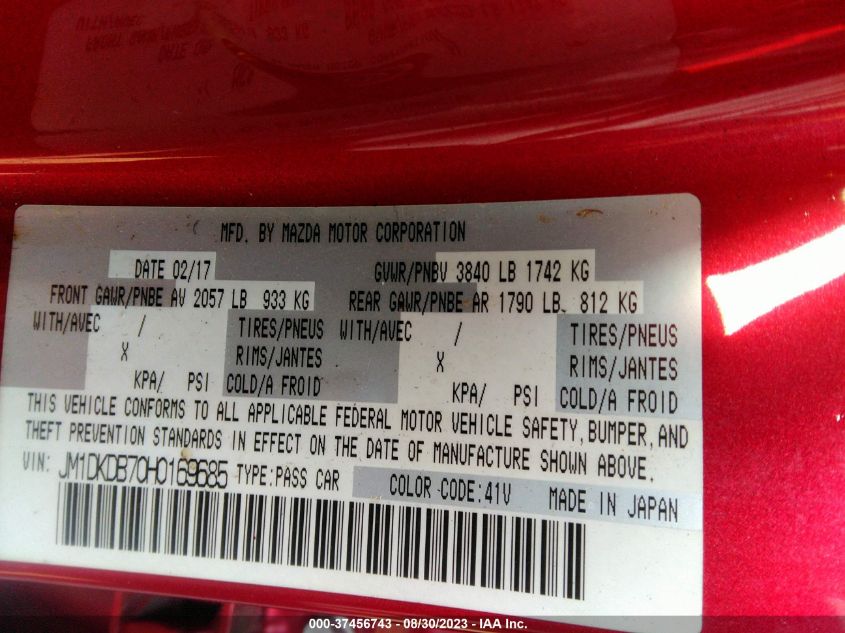 MFD. BY MAZDA MOTOR CORPORATION
DATE 02/17 GVWR/PNBV 3840 LB 1742 KG
FRONT GAWR/PNBE AV 2057 LB 933 KG REAR GAWR/PNBE AR 1790 LB 812 KG
WITH/AVEC / TIRES/PNEUS WITH/AVEC / TIRES/PNEUS
X RIMS/JANTES X RIMS/JANTES
KPA/ PSI COLD/A FROID KPA/ PSI COLD/A FROID
THIS VEHICLE CONFORMS TO ALL APPLICABLE FEDERAL MOTOR VEHICLE SAFETY, BUMPER, AND
THEFT PREVENTION STANDARDS IN EFFECT ON THE DATE OF MANUFACTURE SHOWN ABOVE.
VIN: JM1DKDB70H0169685 TYPE:PASS CAR COLOR CODE:41V MADE IN JAPAN
000-37456743 - 08/30/2023 - IAA Inc.